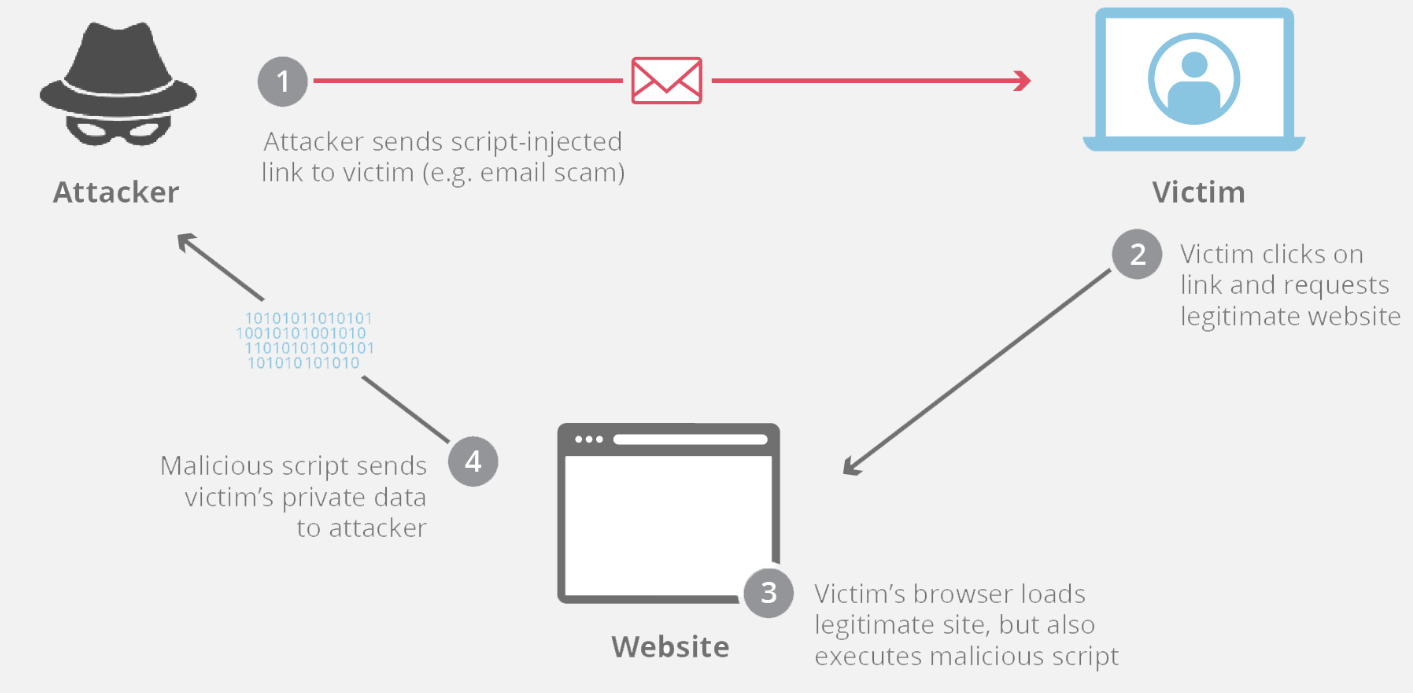 1
Attacker sends script-injected
link to victim (e.g. email scam)
Attacker
Victim
2
Victim clicks on
link and requests
legitimate website
10101011010101
10010101001010
11010101010101
101010101010
4
Malicious script sends
victim’s private data
to attacker
3
Victim’s browser loads
legitimate site, but also
executes malicious script
Website